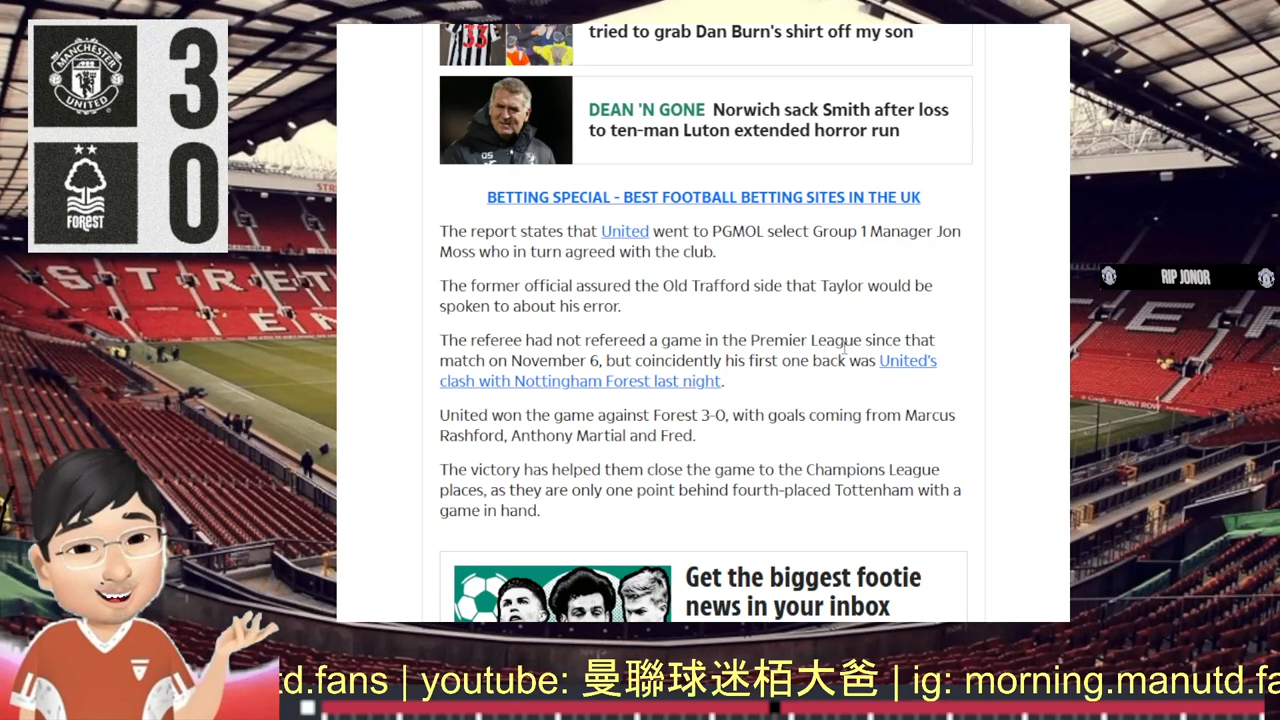 MANCHESTER
UNITED
3
FOREST
0
33
tried to grab Dan Burn's shirt off my son
DS
DEAN 'N GONE Norwich sack Smith after loss
to ten-man Luton extended horror run
BETTING SPECIAL - BEST FOOTBALL BETTING SITES IN THE UK
The report states that United went to PGMOL select Group 1 Manager Jon
Moss who in turn agreed with the club.
The former official assured the Old Trafford side that Taylor would be
spoken to about his error.
The referee had not refereed a game in the Premier League since that
match on November 6, but coincidently his first one back was United's
clash with Nottingham Forest last night.
United won the game against Forest 3-0, with goals coming from Marcus
Rashford, Anthony Martial and Fred.
The victory has helped them close the game to the Champions League
places, as they are only one point behind fourth-placed Tottenham with a
game in hand.
Get the biggest footie
news in your inbox
STRET
E R
RIP JONOR
TE
E
FRONT ROW
td.fans | youtube: 曼聯球迷栢大爸 | ig: morning.manutd.fa